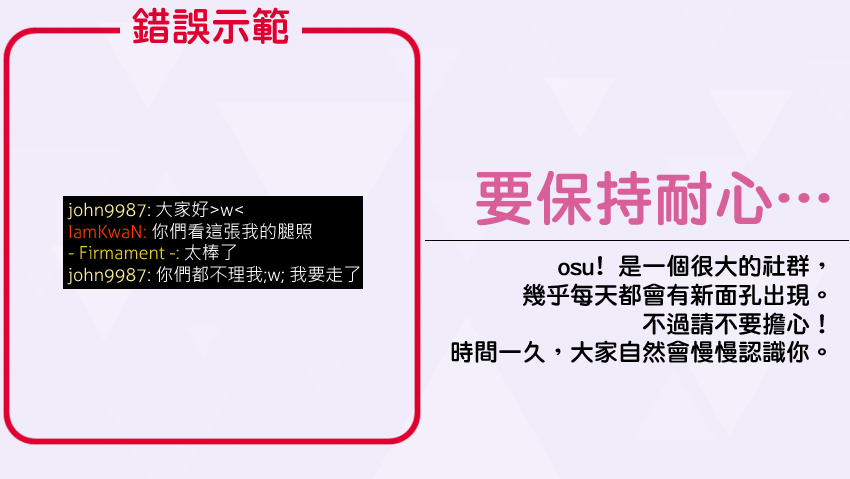 錯誤示範
john9987: 大家好>w<
IamKwaN: 你們看這張我的腿照
- Firmament -: 太棒了
john9987: 你們都不理我;w; 我要走了
要保持耐心…
osu! 是一個很大的社群，
幾乎每天都會有新面孔出現。
不過請不要擔心！
時間一久，大家自然會慢慢認識你。